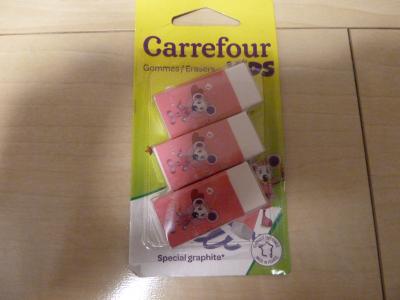 Carrefour
Gommes / Erasers
Special graphite*